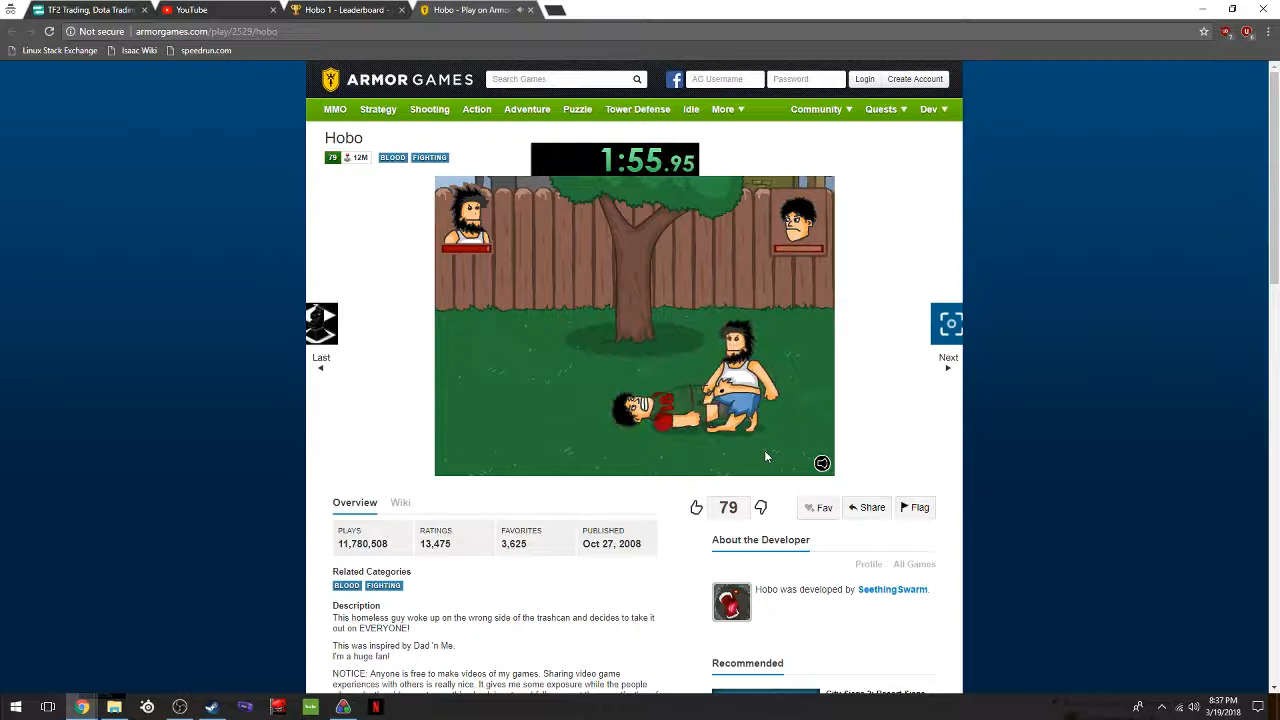 TF2 Trading, Dota Tradin
YouTube
Hobo 1 - Leaderboard -
Hobo - Play on Armor
Not secure | armorgames.com/play/2529/hobo
Linux Stack Exchange
Isaac Wiki
speedrun.com
ARMOR GAMES
Search Games
AG Username
Password
Login
Create Account
MMO
Strategy
Shooting
Action
Adventure
Puzzle
Tower Defense
Idle
More
Community
Quests
Dev
Hobo
79
12M
BLOOD
FIGHTING
1:55.95
Last
Next
Overview
Wiki
79
Fav
Share
Flag
PLAYS
11,780,508
RATINGS
13,475
FAVORITES
3,625
PUBLISHED
Oct 27, 2008
Related Categories
BLOOD
FIGHTING
Description
This homeless guy woke up on the wrong side of the trashcan and decides to take it
out on EVERYONE!
This was inspired by Dad 'n Me.
I'm a huge fan!
NOTICE: Anyone is free to make videos of my games. Sharing video game
experiences with others is really nice. It gives me some exposure while the people
About the Developer
Profile
All Games
Hobo was developed by SeethingSwarm.
Recommended
8:37 PM
3/19/2018